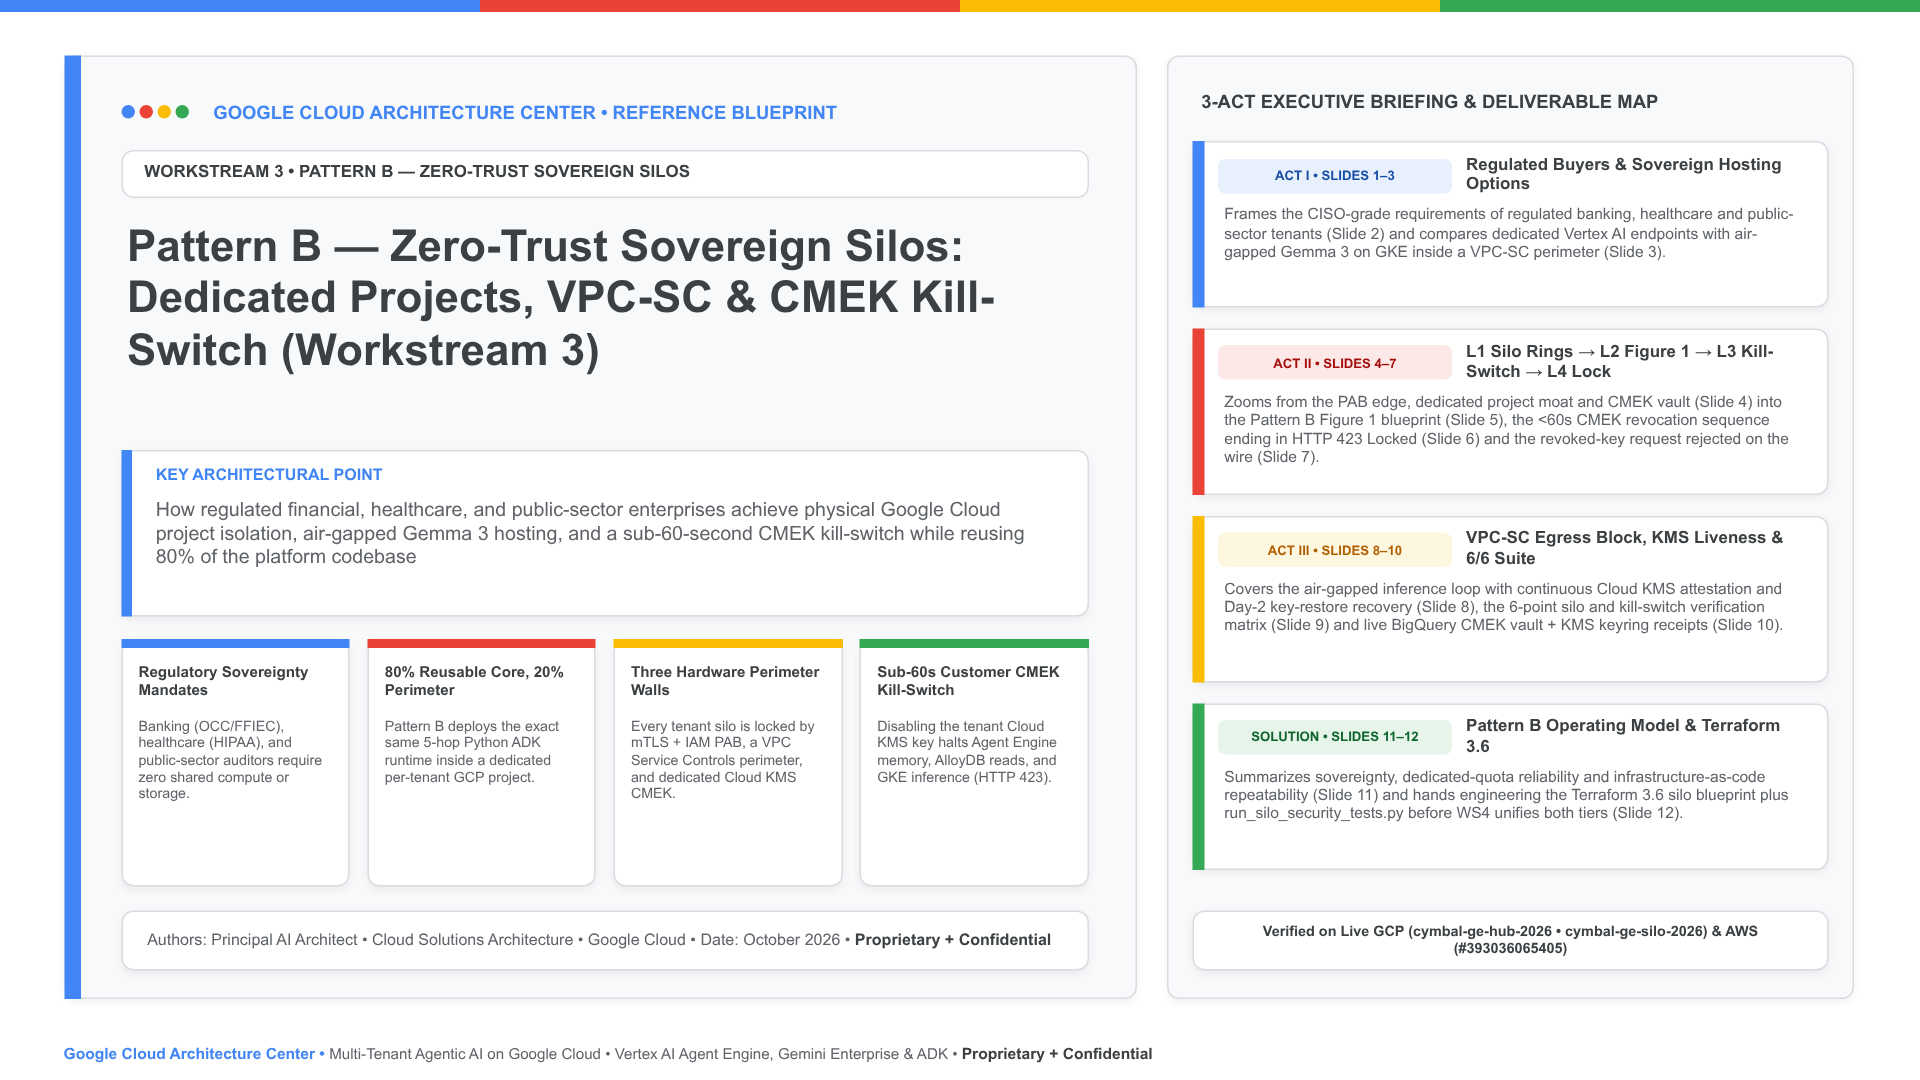 GOOGLE CLOUD ARCHITECTURE CENTER • REFERENCE BLUEPRINT
WORKSTREAM 3 • PATTERN B — ZERO-TRUST SOVEREIGN SILOS
Pattern B — Zero-Trust Sovereign Silos:
Dedicated Projects, VPC-SC & CMEK Kill-
Switch (Workstream 3)
KEY ARCHITECTURAL POINT
How regulated financial, healthcare, and public-sector enterprises achieve physical Google Cloud
project isolation, air-gapped Gemma 3 hosting, and a sub-60-second CMEK kill-switch while reusing
80% of the platform codebase
Regulatory Sovereignty
Mandates
Banking (OCC/FFIEC),
healthcare (HIPAA), and
public-sector auditors require
zero shared compute or
storage.
80% Reusable Core, 20%
Perimeter
Pattern B deploys the exact
same 5-hop Python ADK
runtime inside a dedicated
per-tenant GCP project.
Three Hardware Perimeter
Walls
Every tenant silo is locked by
mTLS + IAM PAB, a VPC
Service Controls perimeter,
and dedicated Cloud KMS
CMEK.
Sub-60s Customer CMEK
Kill-Switch
Disabling the tenant Cloud
KMS key halts Agent Engine
memory, AlloyDB reads, and
GKE inference (HTTP 423).
Authors: Principal AI Architect • Cloud Solutions Architecture • Google Cloud • Date: October 2026 • Proprietary + Confidential
3-ACT EXECUTIVE BRIEFING & DELIVERABLE MAP
ACT I • SLIDES 1–3
Regulated Buyers & Sovereign Hosting
Options
Frames the CISO-grade requirements of regulated banking, healthcare and public-
sector tenants (Slide 2) and compares dedicated Vertex AI endpoints with air-
gapped Gemma 3 on GKE inside a VPC-SC perimeter (Slide 3).
ACT II • SLIDES 4–7
L1 Silo Rings → L2 Figure 1 → L3 Kill-
Switch → L4 Lock
Zooms from the PAB edge, dedicated project moat and CMEK vault (Slide 4) into
the Pattern B Figure 1 blueprint (Slide 5), the <60s CMEK revocation sequence
ending in HTTP 423 Locked (Slide 6) and the revoked-key request rejected on the
wire (Slide 7).
ACT III • SLIDES 8–10
VPC-SC Egress Block, KMS Liveness &
6/6 Suite
Covers the air-gapped inference loop with continuous Cloud KMS attestation and
Day-2 key-restore recovery (Slide 8), the 6-point silo and kill-switch verification
matrix (Slide 9) and live BigQuery CMEK vault + KMS keyring receipts (Slide 10).
SOLUTION • SLIDES 11–12
Pattern B Operating Model & Terraform
3.6
Summarizes sovereignty, dedicated-quota reliability and infrastructure-as-code
repeatability (Slide 11) and hands engineering the Terraform 3.6 silo blueprint plus
run_silo_security_tests.py before WS4 unifies both tiers (Slide 12).
Verified on Live GCP (cymbal-ge-hub-2026 • cymbal-ge-silo-2026) & AWS
(#393036065405)
Google Cloud Architecture Center • Multi-Tenant Agentic AI on Google Cloud • Vertex AI Agent Engine, Gemini Enterprise & ADK • Proprietary + Confidential